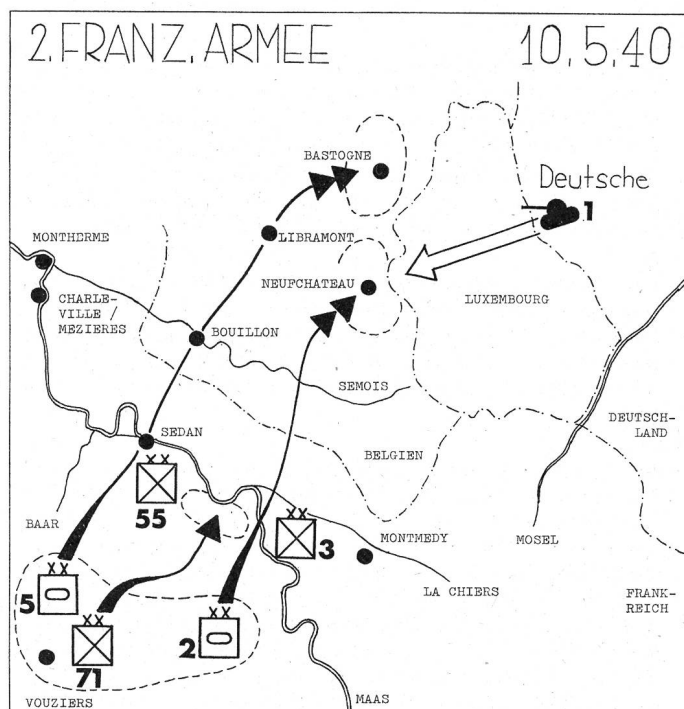 2. FRANZ. ARMEE
10.5.40
BASTOGNE
Deutsche
1
MONTHERME
LIBRAMONT
CHARLE-
VILLE /
MEZIERES
NEUFCHATEAU
LUXEMBOURG
BOUILLON
SEMOIS
SEDAN
DEUTSCH-
LAND
BELGIEN
55
BAAR
3
MONTMEDY
MOSEL
5
LA CHIERS
FRANK-
REICH
71
2
VOUZIERS
MAAS